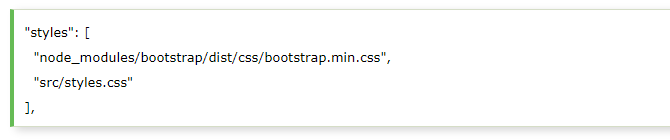 "styles": [
  "node_modules/bootstrap/dist/css/bootstrap.min.css",
  "src/styles.css"
],